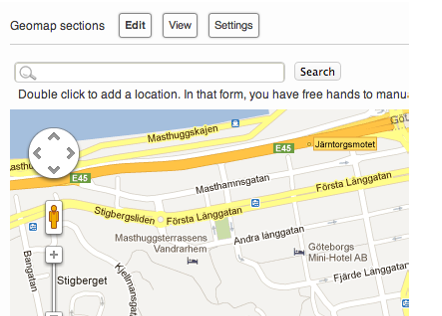 Geomap sections Edit View Settings
Search
Double click to add a location. In that form, you have free hands to manu
Masthuggskajen
Göt
E45 Järntorgsmotet
E45
Masthamnsgatan
Första Långgatan
Stigbergsliden Första Långgatan
Masthuggsterrassens
Vandrarhem
Andra långgatan
Göteborgs
Mini-Hotel AB
Fjärde Långgatan
Bangatan
Stigberget
Kjellmansga